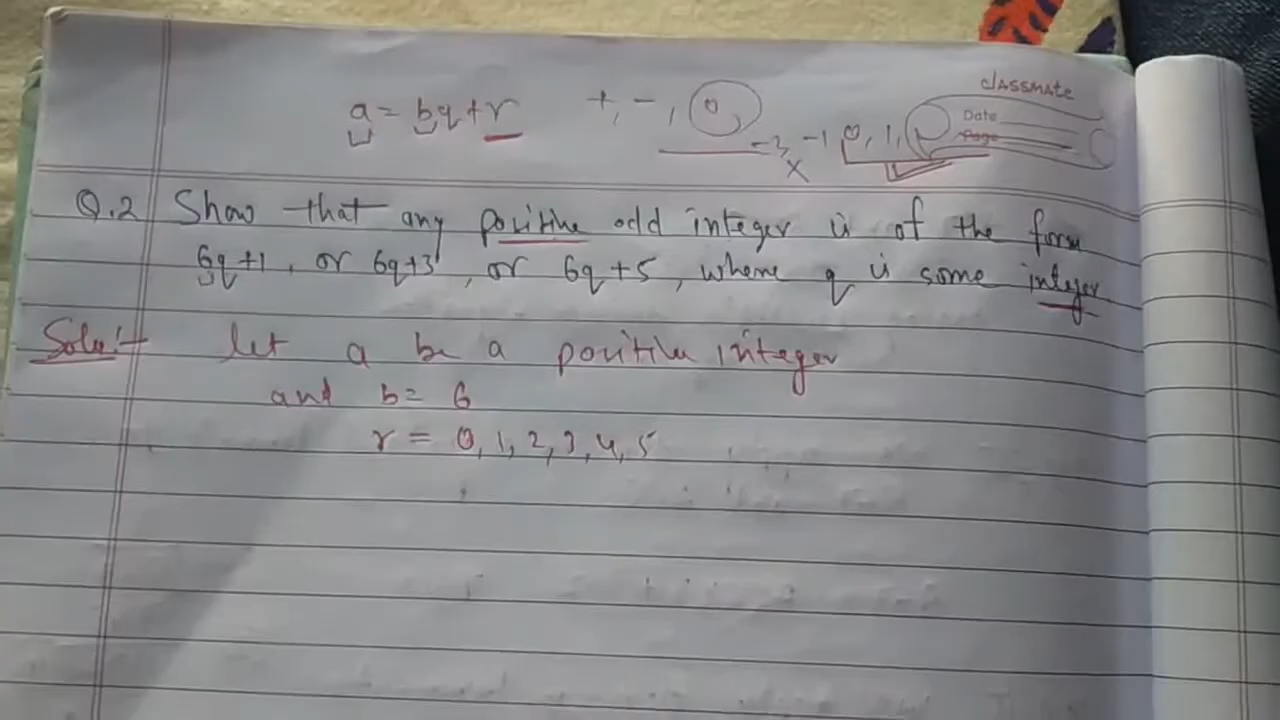 classmate
Date
Page
a = bq + r +, -, 0, -3, -1 0, 1,
Q.2 Show that any positive odd integer is of the form
6q+1, or 6q+3, or 6q+5, where q is some integer
Solu:- let a be a positive integer
and b= 6
r = 0, 1, 2, 3, 4, 5